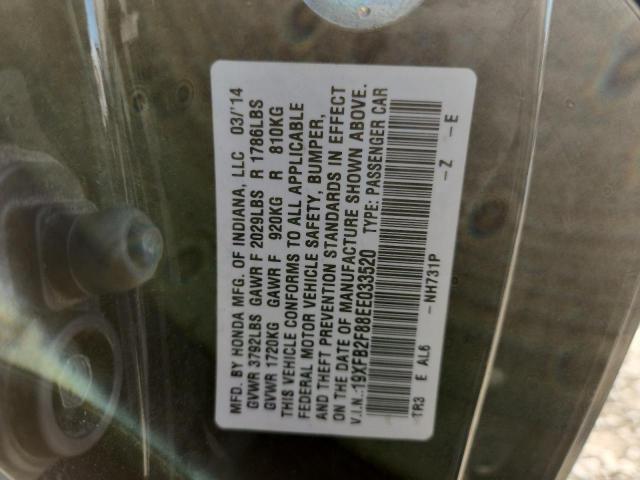 MFD. BY HONDA MFG. OF INDIANA, LLC 03/'14
GVWR 3792LBS GAWR F 2029LBS R 1786LBS
GVWR 1720KG GAWR F 920KG R 810KG
THIS VEHICLE CONFORMS TO ALL APPLICABLE
FEDERAL MOTOR VEHICLE SAFETY, BUMPER,
AND THEFT PREVENTION STANDARDS IN EFFECT
ON THE DATE OF MANUFACTURE SHOWN ABOVE.
V.I.N.:19XFB2F88EE033520 TYPE: PASSENGER CAR
TR3 E AL6 -NH731P -Z -E